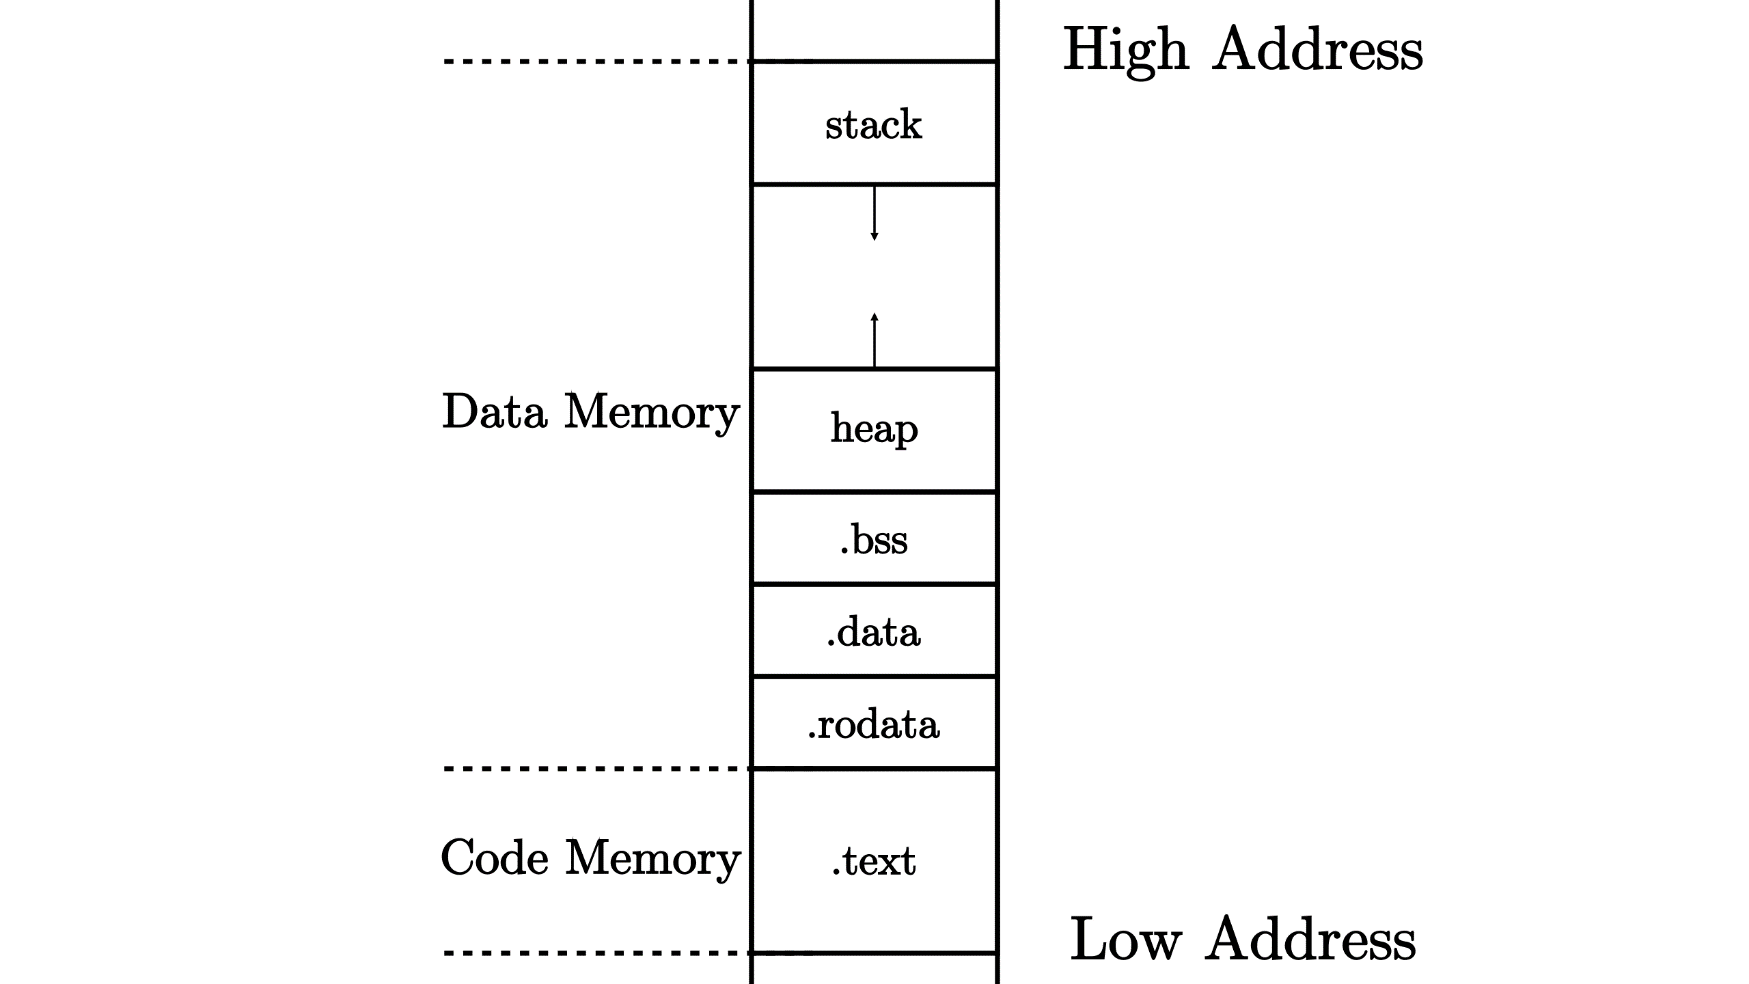 High Address
stack
Data Memory
heap
.bss
.data
.rodata
Code Memory
.text
Low Address